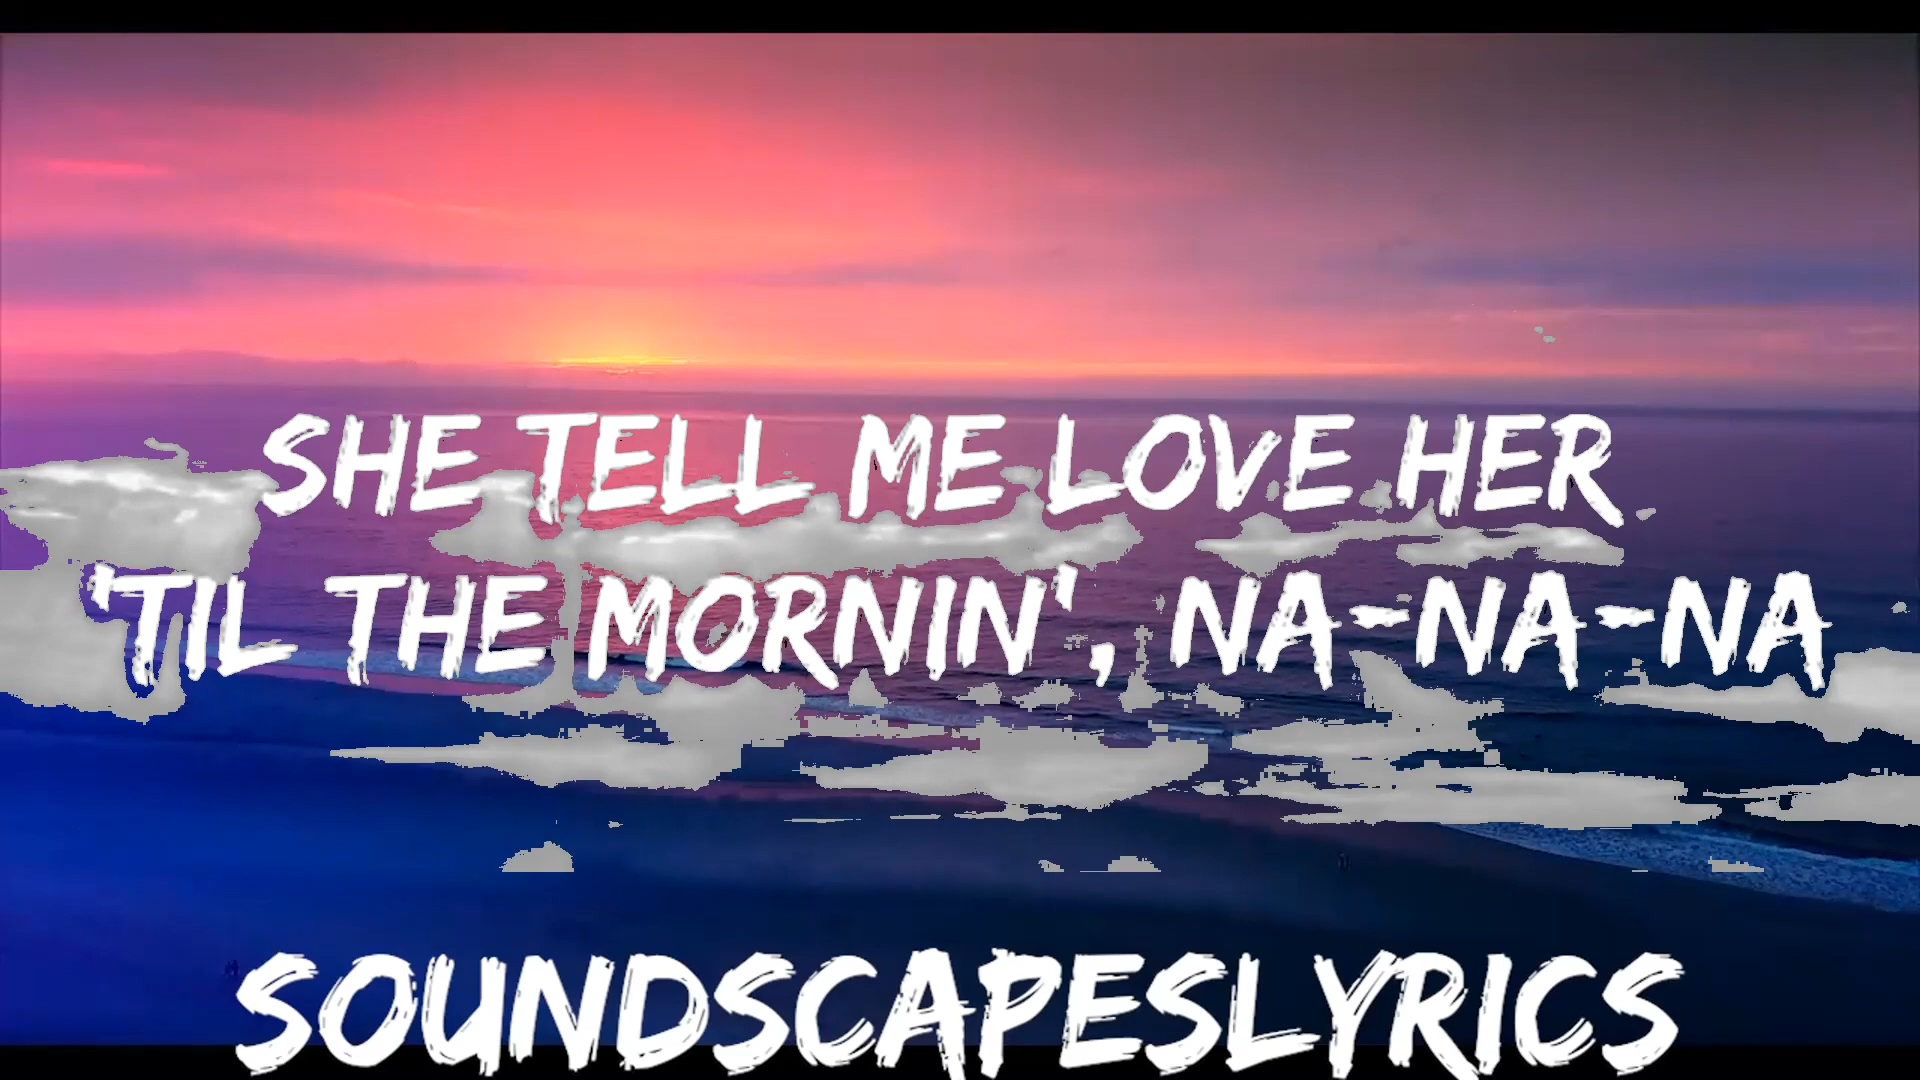 SHE TELL ME LOVE HER
'TIL THE MORNIN', NA-NA-NA
SOUNDSCAPESLYRICS